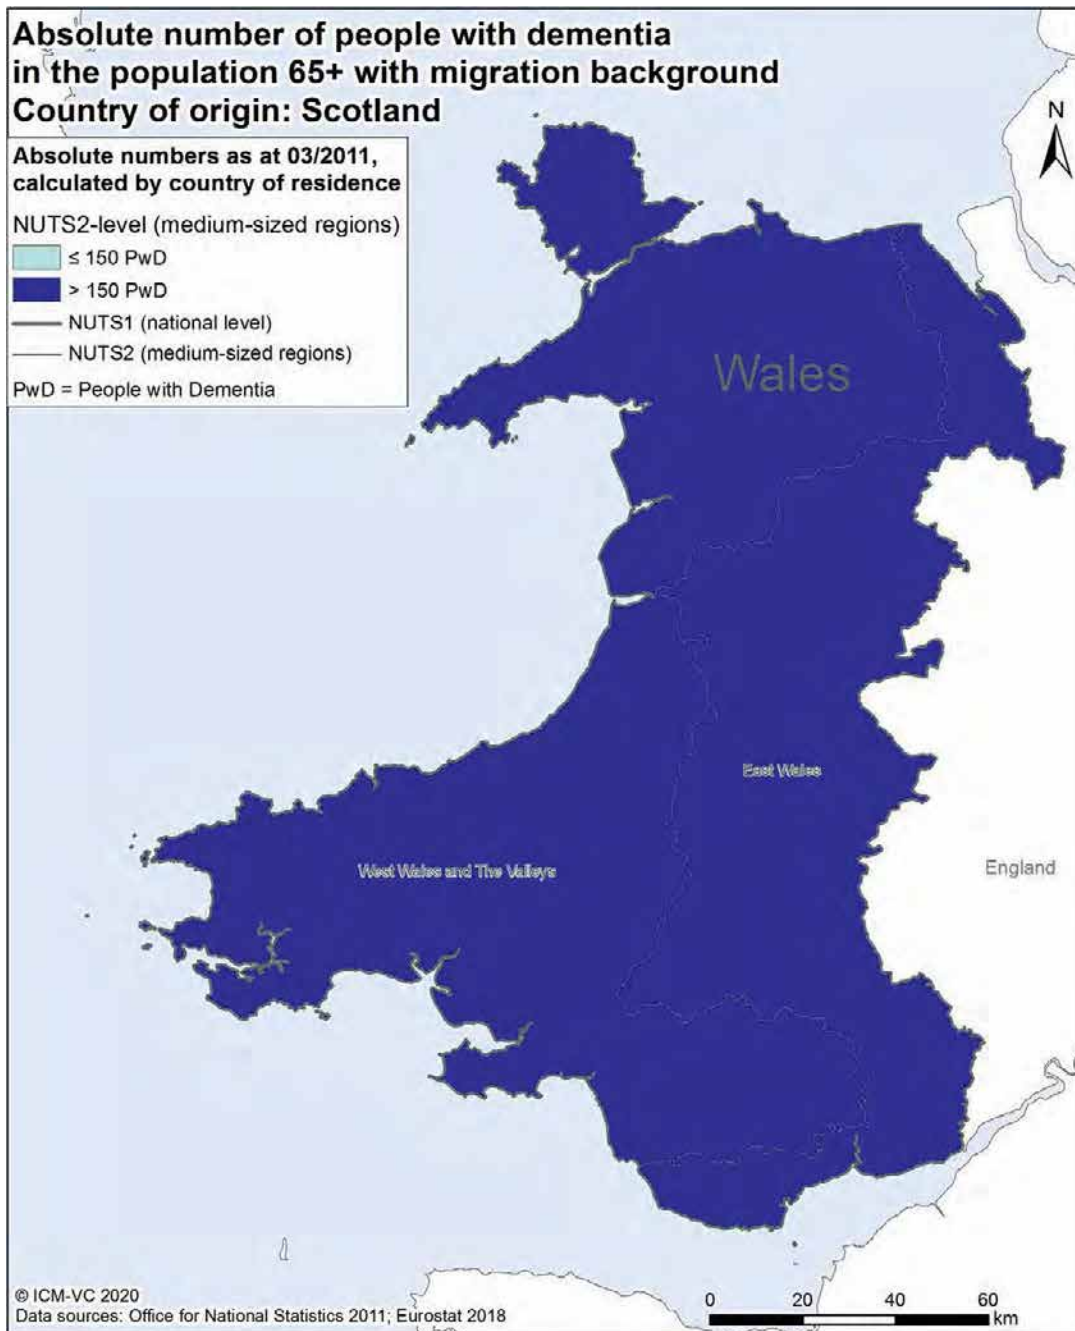 Absolute number of people with dementia
in the population 65+ with migration background
Country of origin: Scotland
Absolute numbers as at 03/2011,
calculated by country of residence
NUTS2-level (medium-sized regions)
≤ 150 PwD
> 150 PwD
NUTS1 (national level)
NUTS2 (medium-sized regions)
PwD = People with Dementia
N
Wales
East Wales
West Wales and The Valleys
England
© ICM-VC 2020
Data sources: Office for National Statistics 2011; Eurostat 2018
0 20 40 60
km